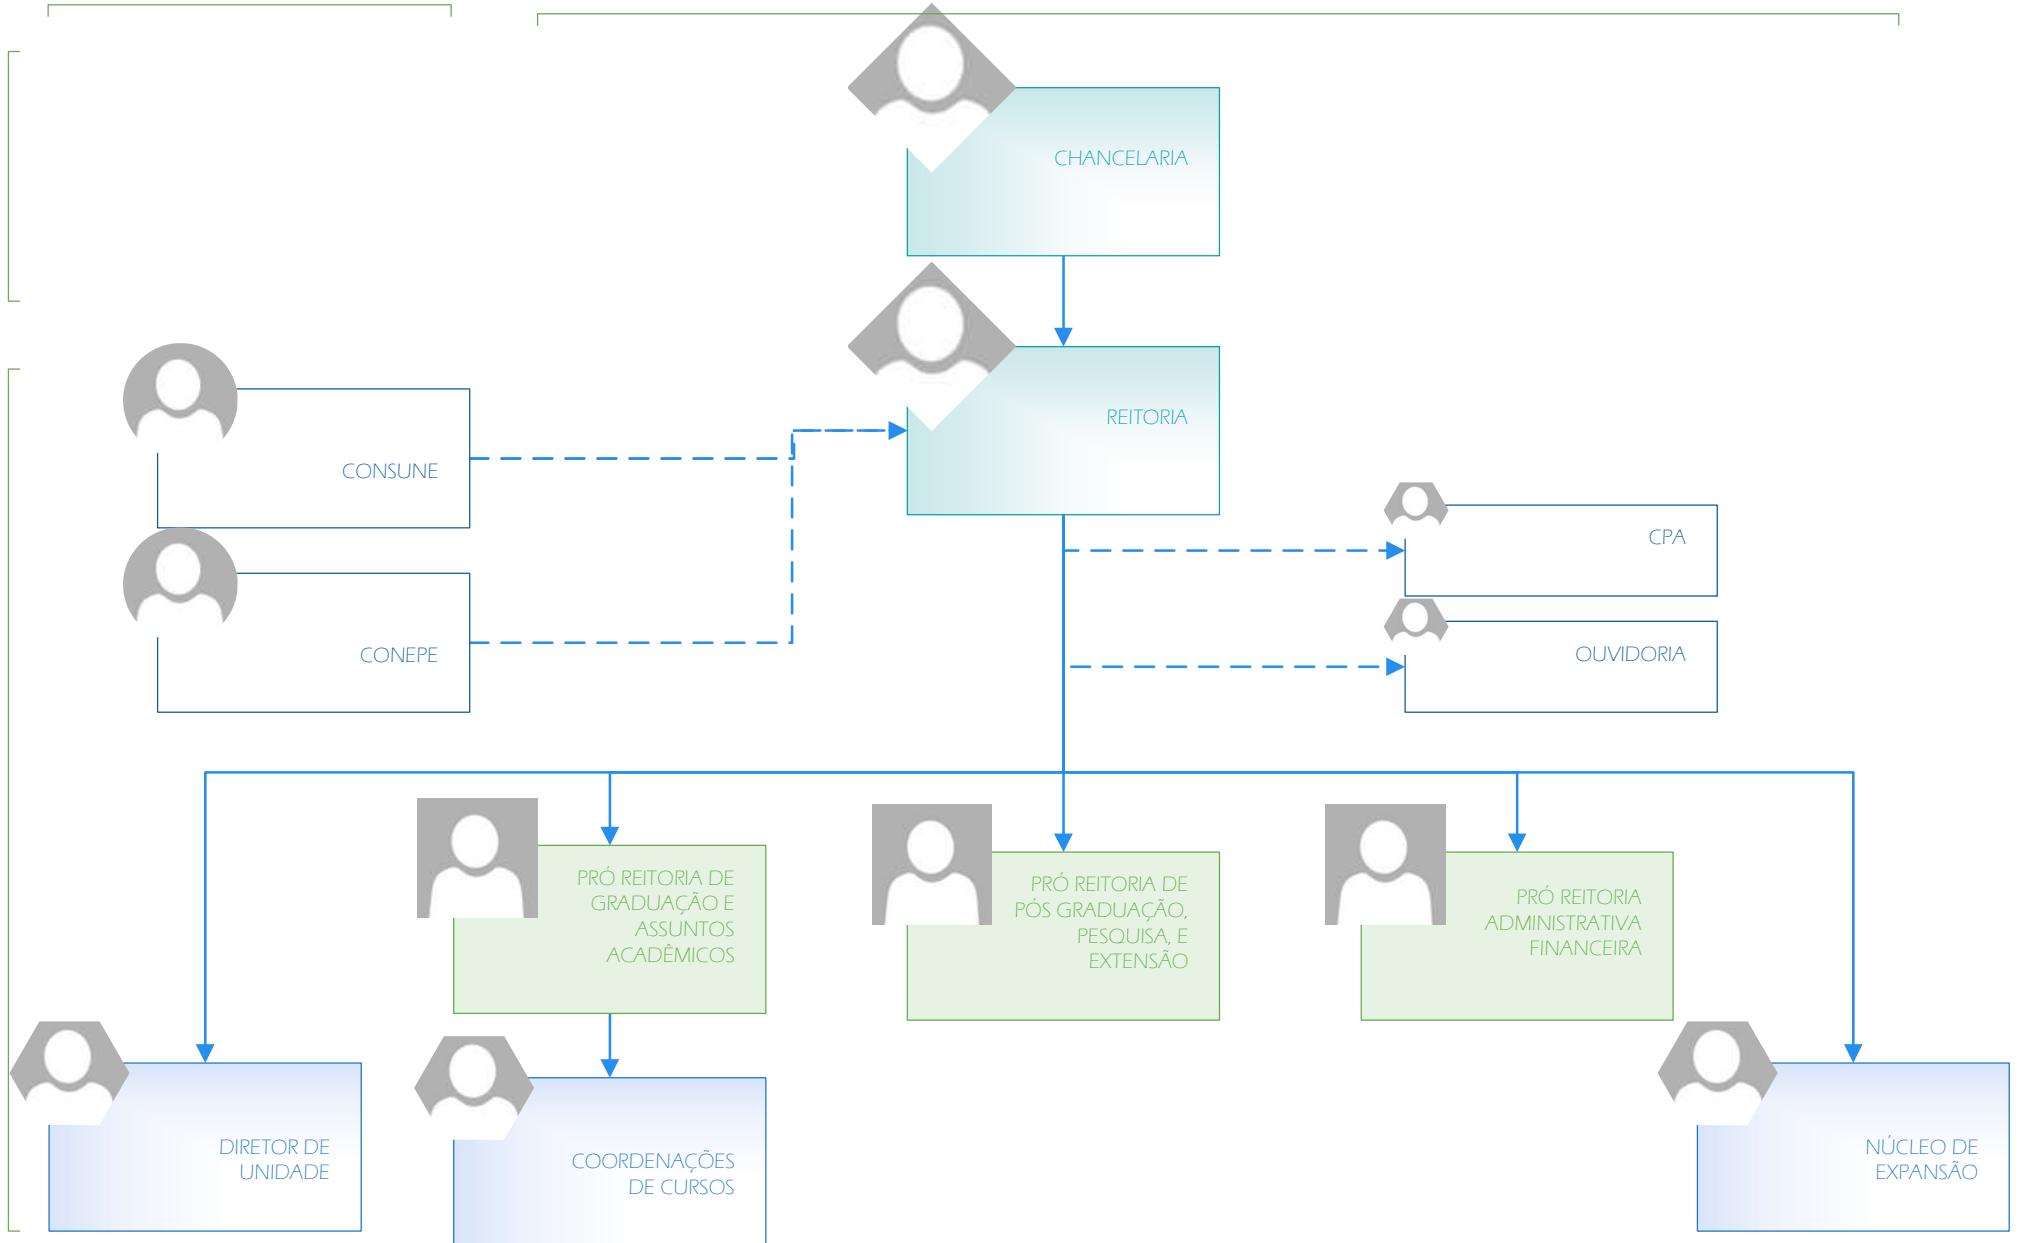 CHANCELARIA
REITORIA
CONSUNE
CONEPE
CPA
OUVIDORIA
PRÓ REITORIA DE
GRADUAÇÃO E
ASSUNTOS
ACADÊMICOS
PRÓ REITORIA DE
PÓS GRADUAÇÃO,
PESQUISA, E
EXTENSÃO
PRÓ REITORIA
ADMINISTRATIVA
FINANCEIRA
DIRETOR DE
UNIDADE
COORDENAÇÕES
DE CURSOS
NÚCLEO DE
EXPANSÃO